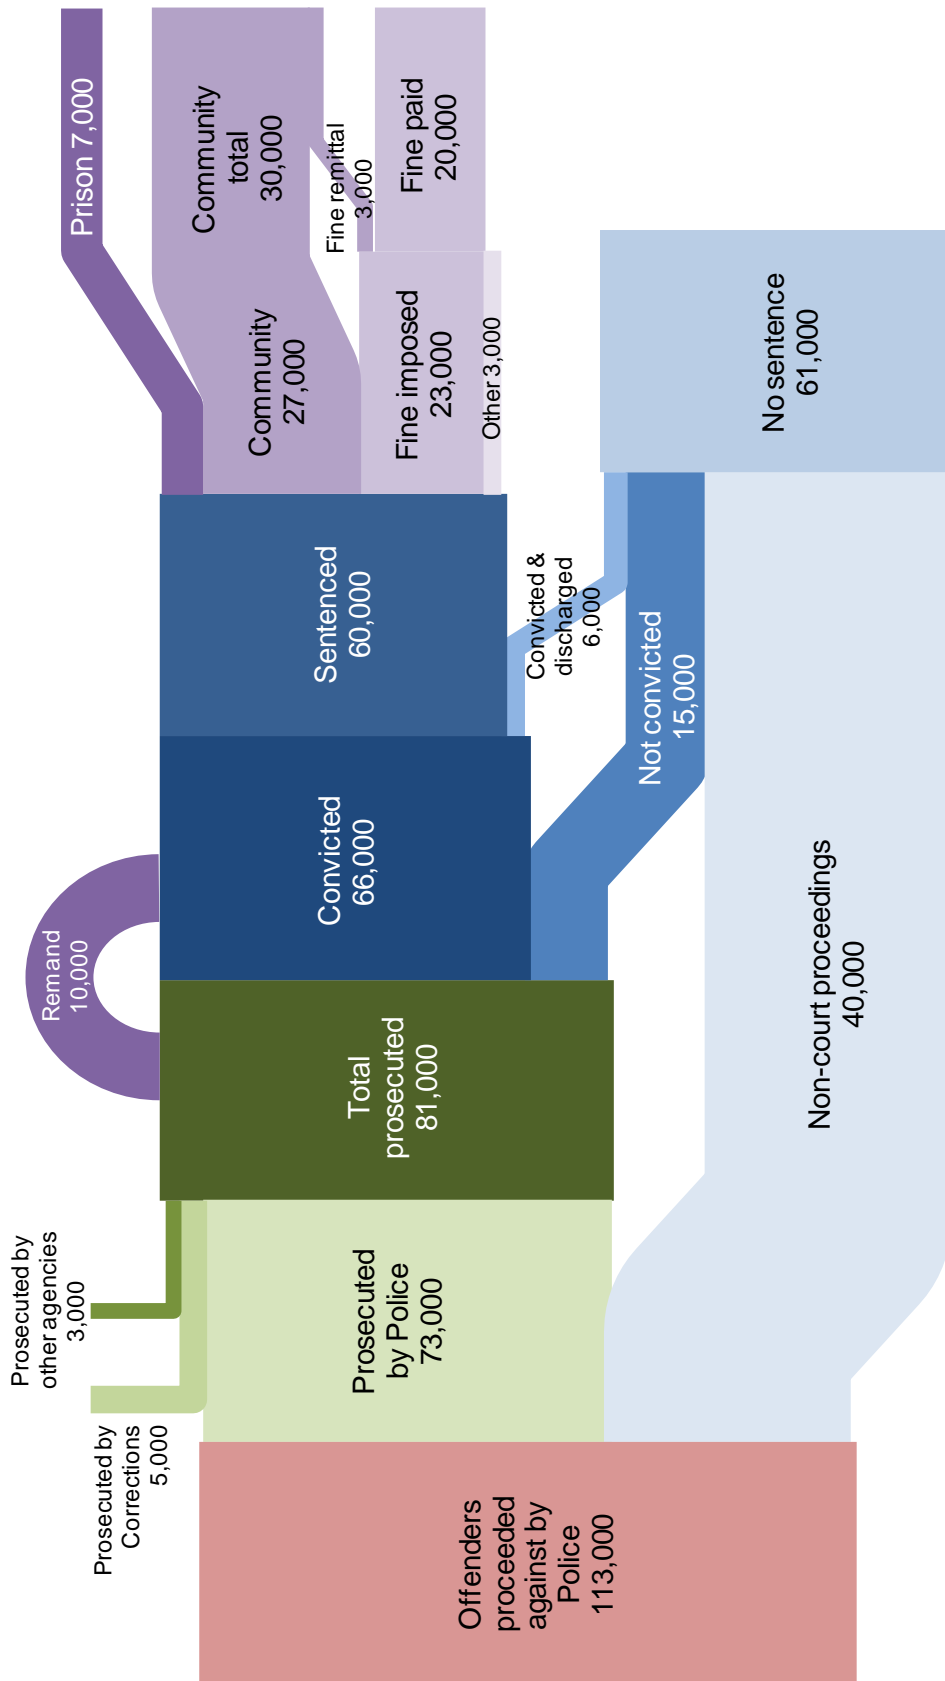 Offenders
proceeded
against by
Police
113,000
Prosecuted by
Corrections
5,000
Prosecuted by
other agencies
3,000
Prosecuted
by Police
73,000
Total
prosecuted
81,000
Remand
10,000
Convicted
66,000
Sentenced
60,000
Prison 7,000
Community
27,000
Community
total
30,000
Fine imposed
23,000
Fine remittal
3,000
Fine paid
20,000
Other 3,000
Convicted &
discharged
6,000
Not convicted
15,000
Non-court proceedings
40,000
No sentence
61,000